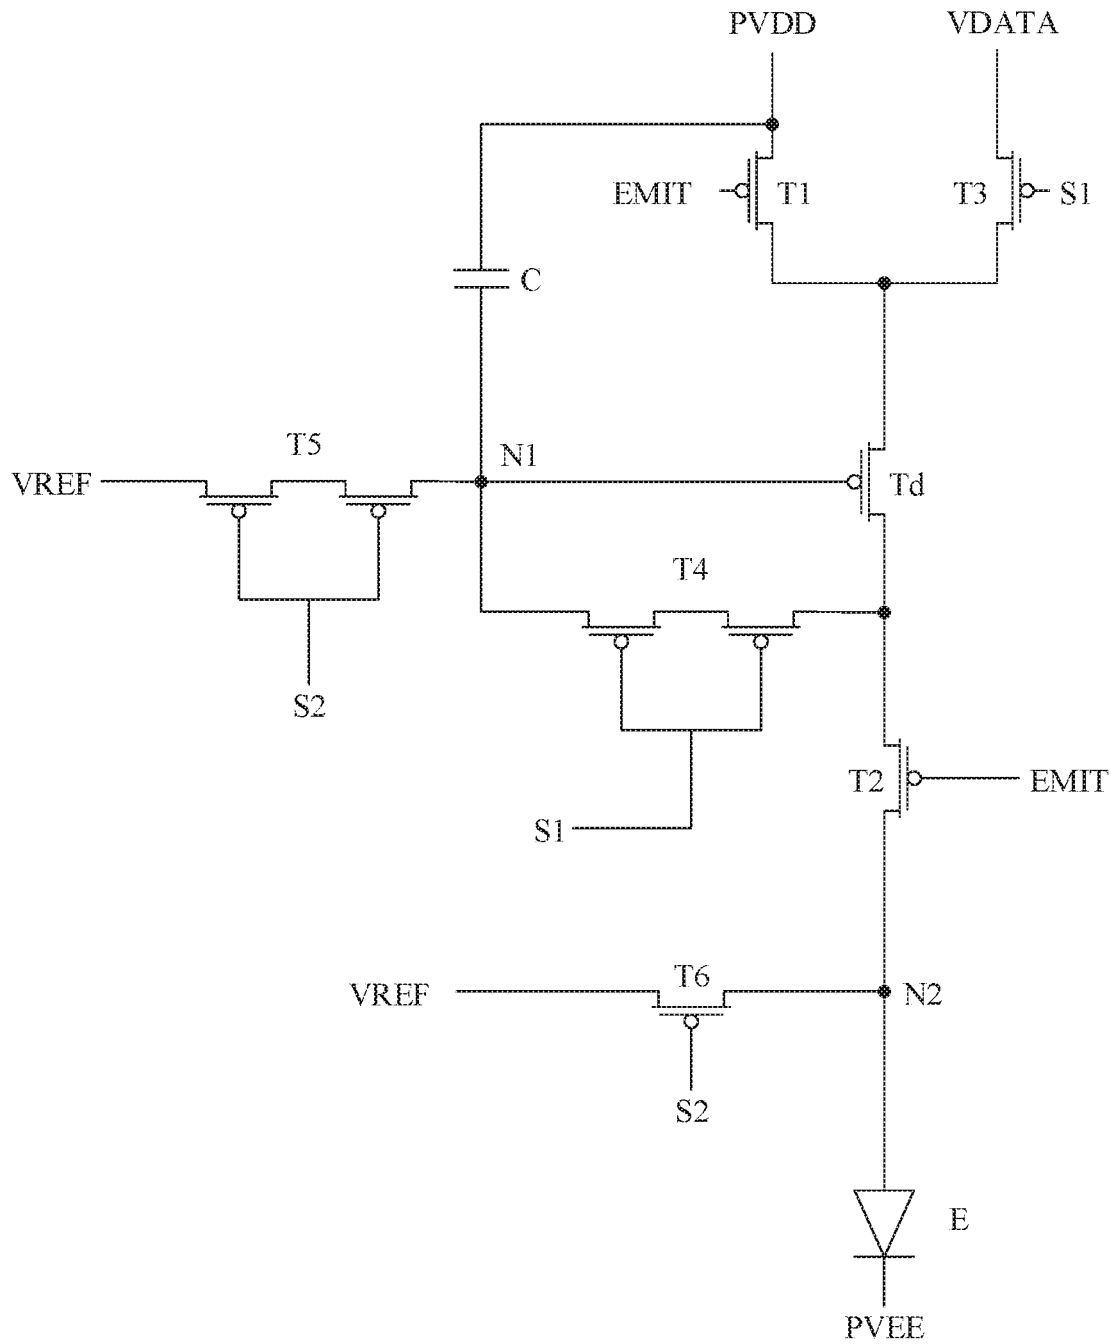 PVDD VDATA
EMIT T1 T3 S1
C
T5 N1
VREF Td
T4
S2
T2 EMIT
S1
T6
VREF N2
S2
E
PVEE